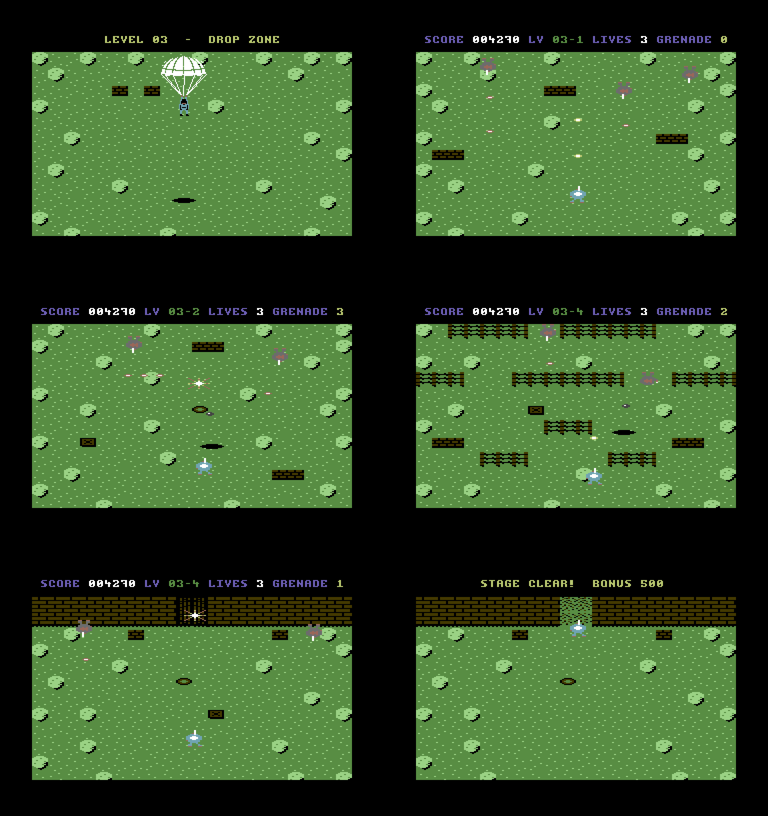 LEVEL 03 - DROP ZONE
SCORE 004270 LV 03-1 LIVES 3 GRENADE 0
SCORE 004270 LV 03-2 LIVES 3 GRENADE 3
SCORE 004270 LV 03-4 LIVES 3 GRENADE 2
SCORE 004270 LV 03-4 LIVES 3 GRENADE 1
STAGE CLEAR! BONUS 500